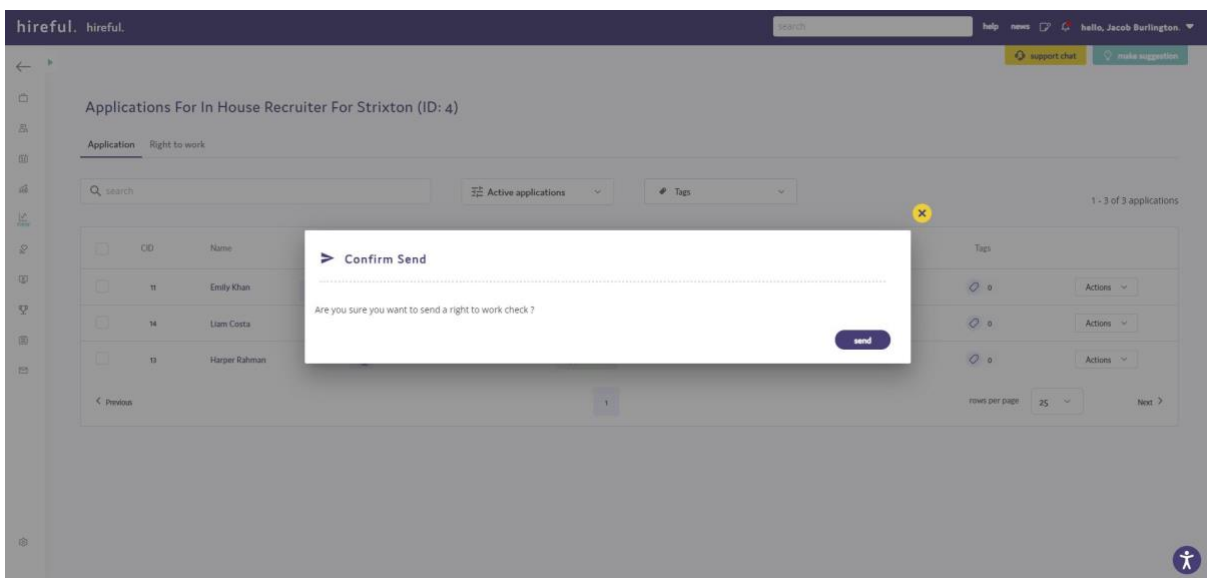 hireful. hireful.
search
help news hello, Jacob Burlington.
support chat make suggestion
Applications For In House Recruiter For Strixton (ID: 4)
Application Right to work
search
Active applications
Tags
1 - 3 of 3 applications
CID Name Tags
Confirm Send
11 Emily Khan 0 Actions
Are you sure you want to send a right to work check ?
14 Liam Costa 0 Actions
send
13 Harper Rahman 0 Actions
Previous 1 rows per page 25 Next